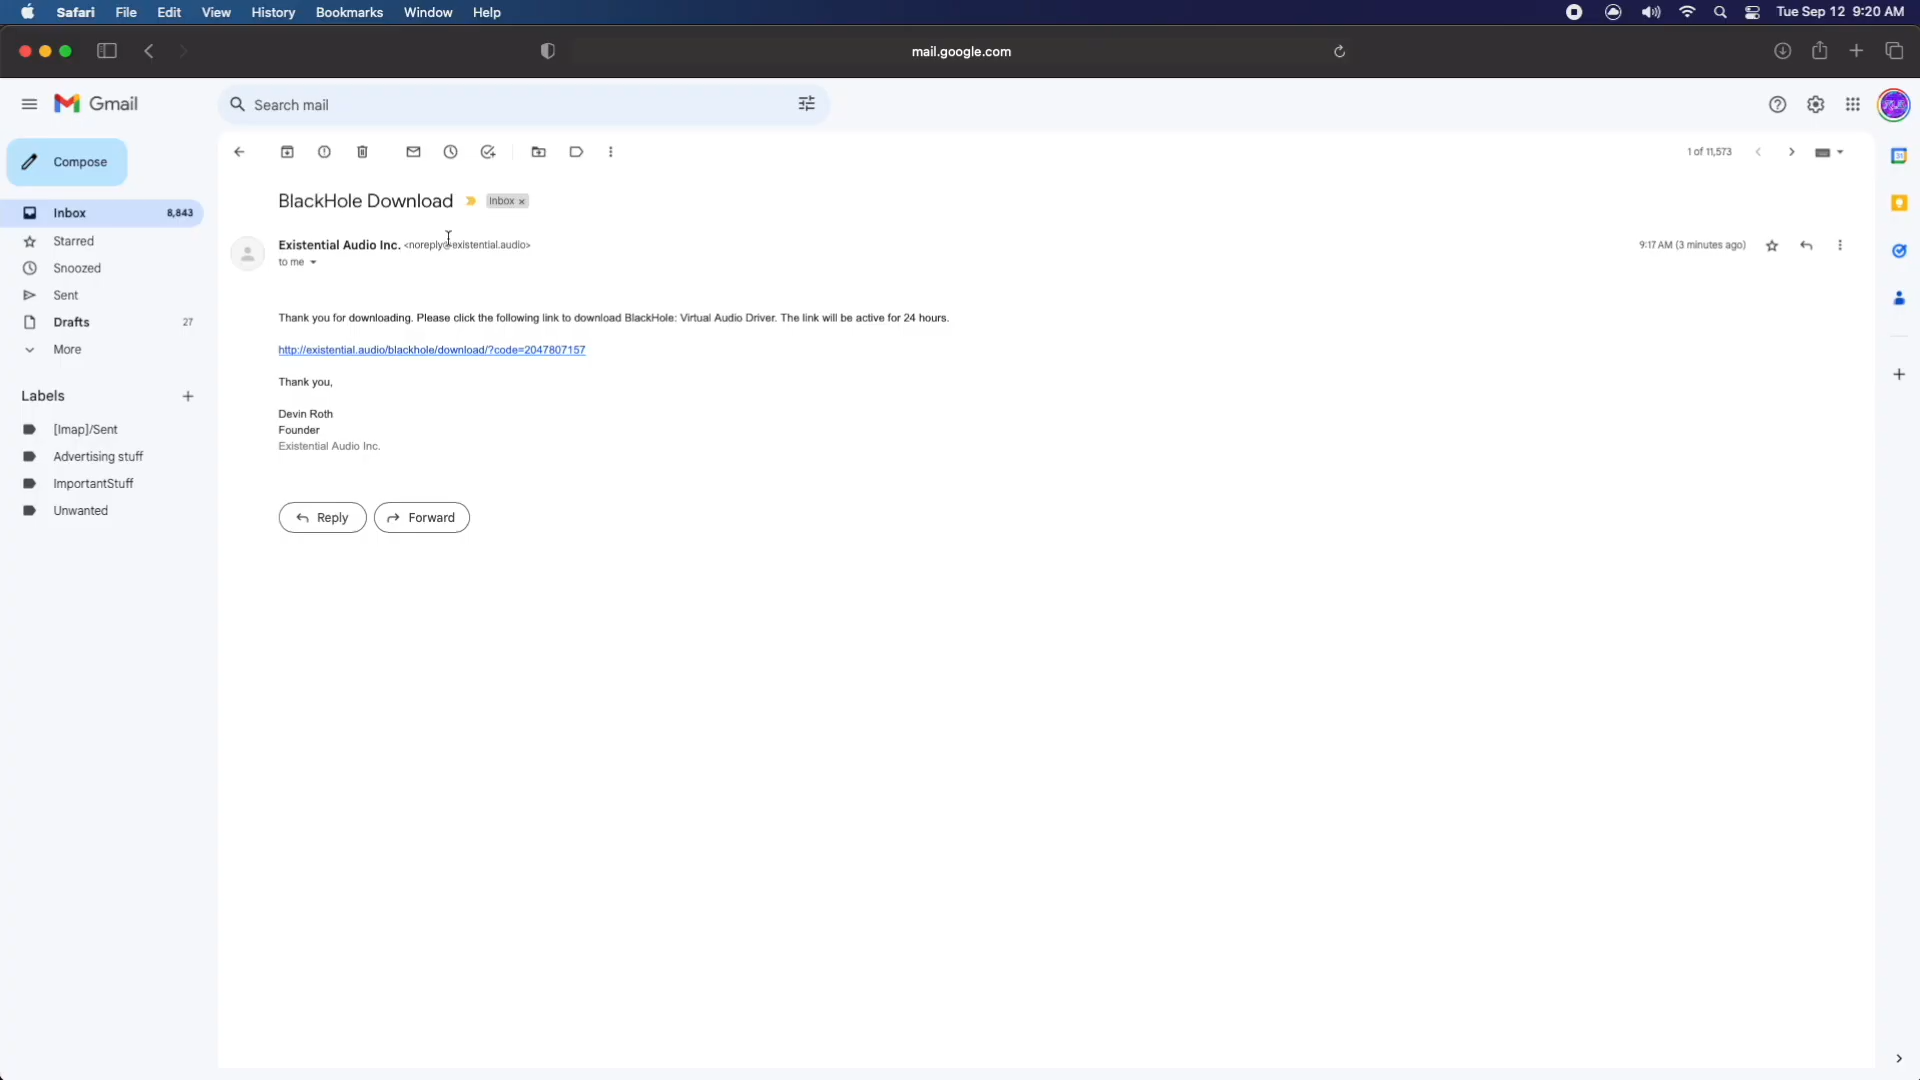 Safari File Edit View History Bookmarks Window Help
Tue Sep 12 9:20 AM
mail.google.com
Gmail
Search mail
Compose
1 of 11,573
BlackHole Download
Inbox x
Inbox 8,843
Existential Audio Inc. <noreply@existential.audio>
9:17 AM (3 minutes ago)
to me
Starred
Snoozed
Sent
Drafts 27
More
Thank you for downloading. Please click the following link to download BlackHole: Virtual Audio Driver. The link will be active for 24 hours.
http://existential.audio/blackhole/download/?code=2047807157
Thank you,
Devin Roth
Founder
Existential Audio Inc.
Labels
[Imap]/Sent
Advertising stuff
ImportantStuff
Unwanted
Reply
Forward